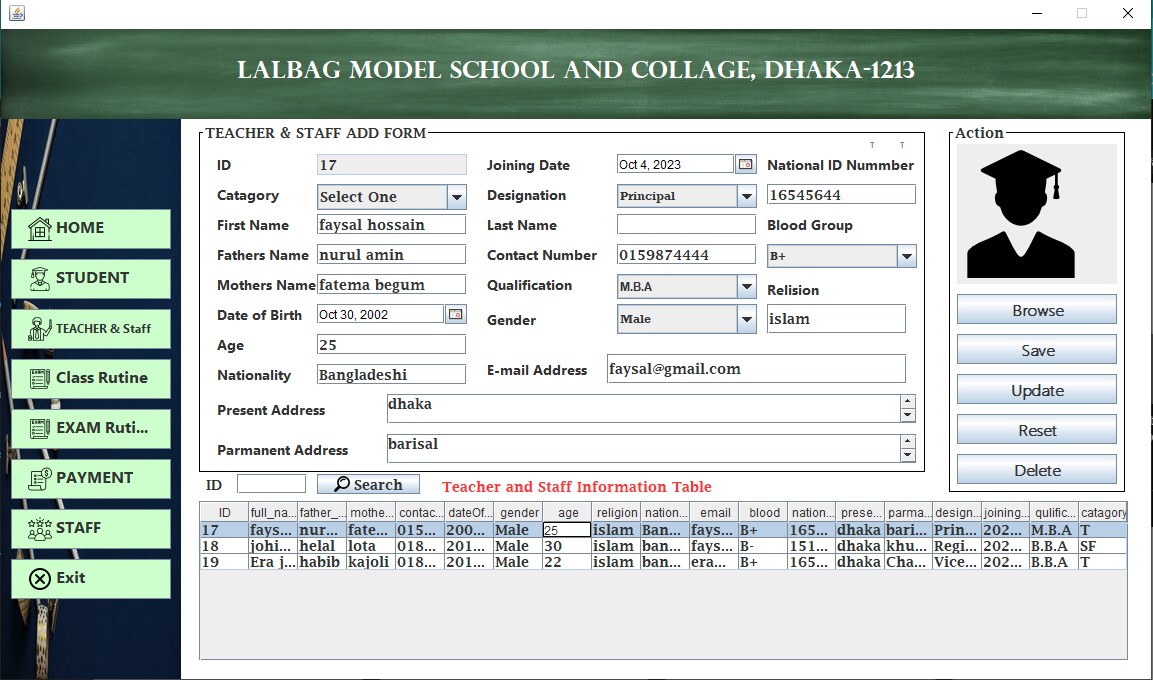 LALBAG MODEL SCHOOL AND COLLAGE, DHAKA-1213
HOME
STUDENT
TEACHER & Staff
Class Rutine
EXAM Ruti...
PAYMENT
STAFF
Exit
TEACHER & STAFF ADD FORM
T T
ID 17 Joining Date Oct 4, 2023 National ID Nummber
Catagory Select One Designation Principal 16545644
First Name faysal hossain Last Name Blood Group
Fathers Name nurul amin Contact Number 0159874444 B+
Mothers Name fatema begum Qualification M.B.A Relision
Date of Birth Oct 30, 2002 Gender Male islam
Age 25
Nationality Bangladeshi E-mail Address faysal@gmail.com
Present Address dhaka
Parmanent Address barisal
Action
Browse
Save
Update
Reset
Delete
ID Search Teacher and Staff Information Table
ID full_na... father_... mothe... contac... dateOf... gender age religion nation... email blood nation... prese... parma... design... joining... qulific... catagory
17 fays... nur... fate... 015... 200... Male 25 islam Ban... fays... B+ 165... dhaka bari... Prin... 202... M.B.A T
18 johi... helal lota 018... 201... Male 30 islam ban... fays... B- 151... dhaka khu... Regi... 202... B.B.A SF
19 Era j... habib kajoli 018... 201... Male 22 islam ban... era... B+ 165... dhaka Cha... Vice... 202... B.B.A T